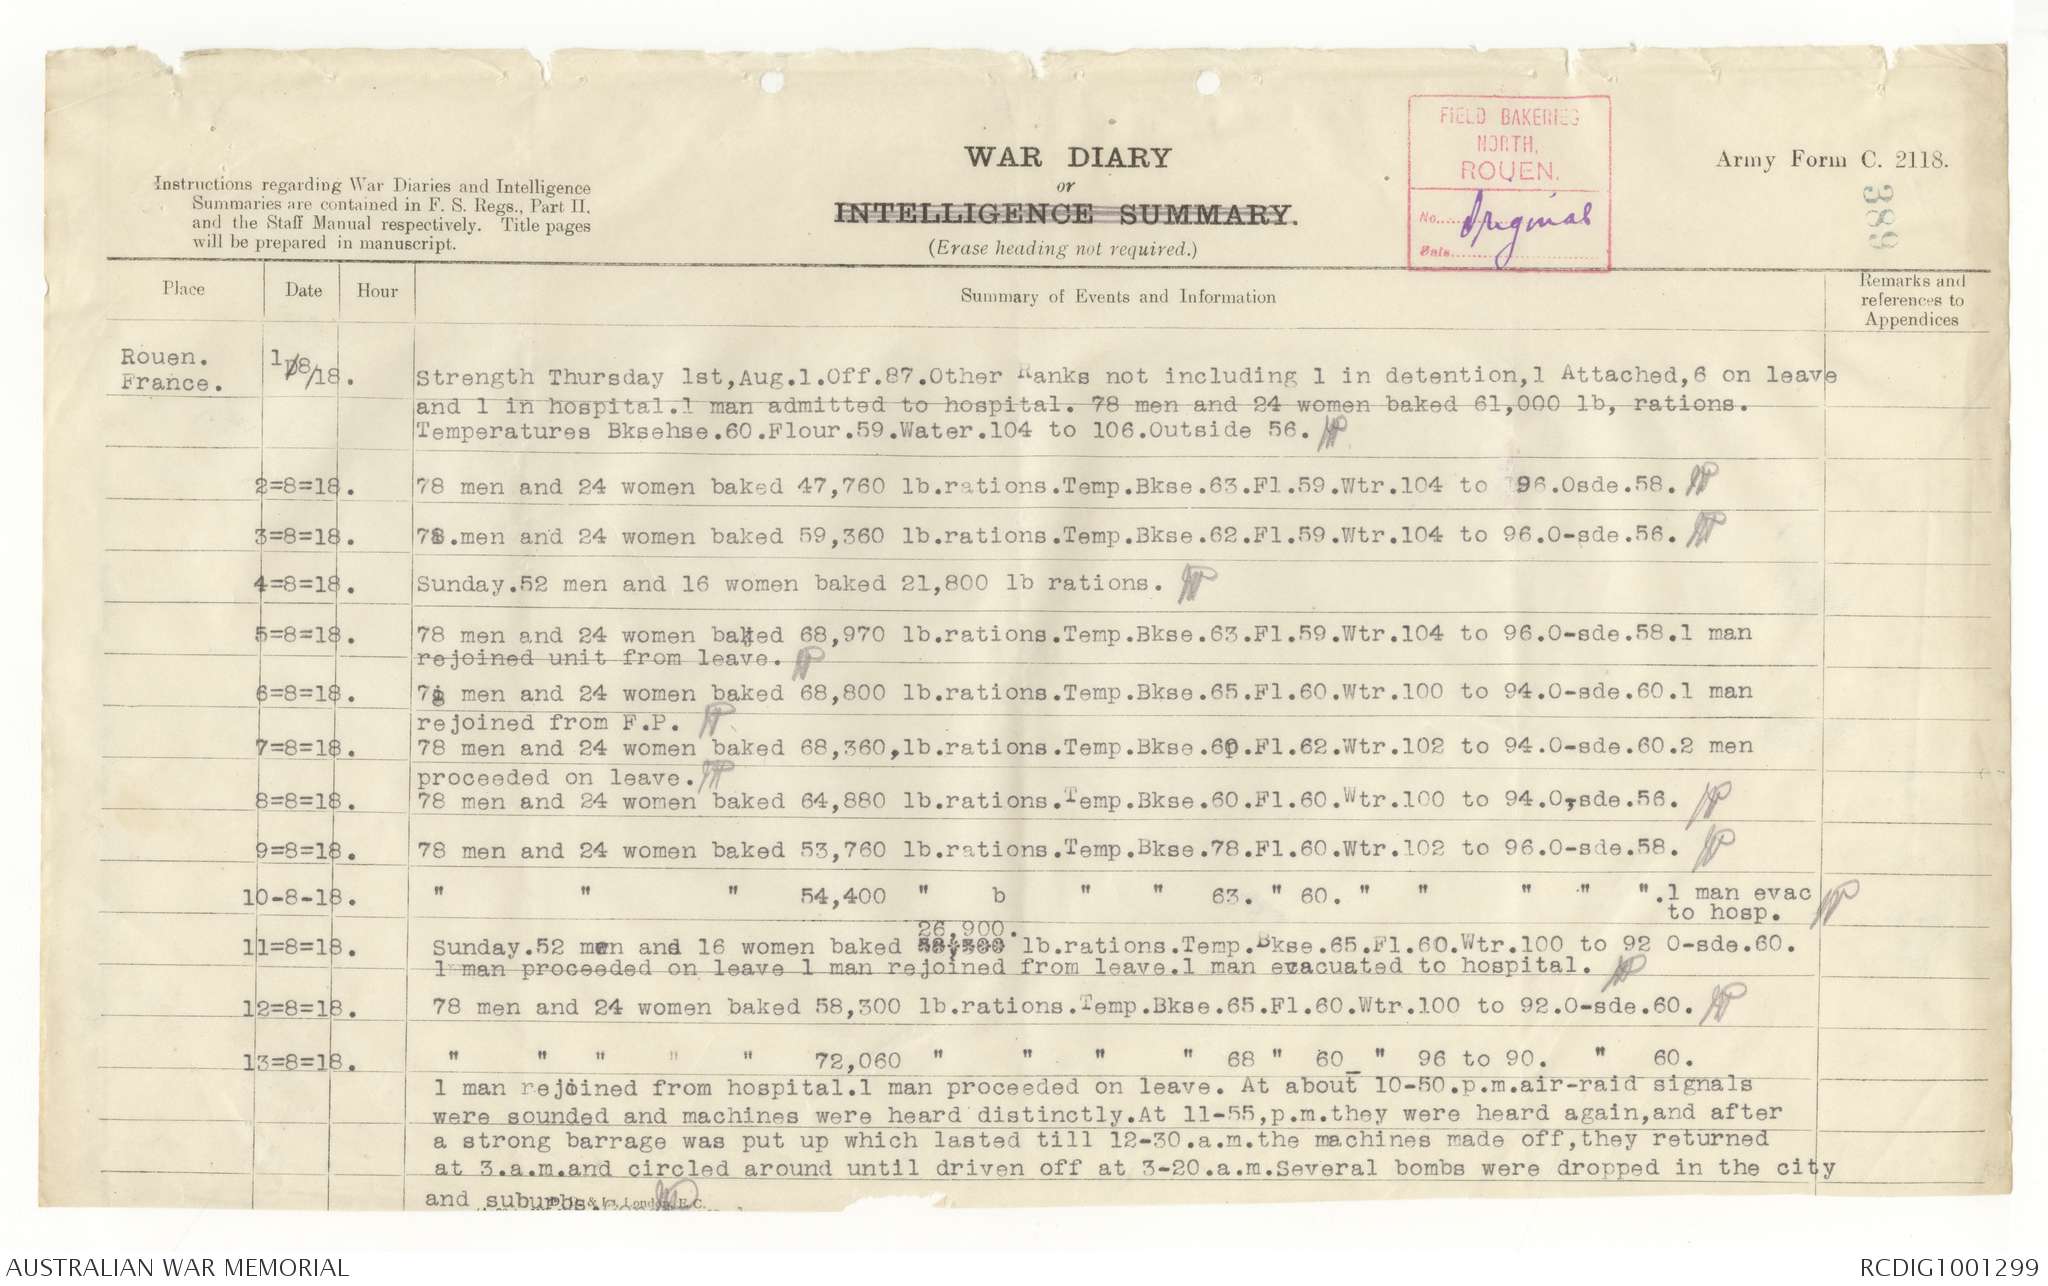 FIELD BAKERIES
NORTH,
ROUEN.
No. Original
Date
WAR DIARY
or
INTELLIGENCE SUMMARY.
(Erase heading not required.)
Army Form C. 2118.
389
Instructions regarding War Diaries and Intelligence
Summaries are contained in F. S. Regs., Part II.
and the Staff Manual respectively. Title pages
will be prepared in manuscript.
Place Date Hour Summary of Events and Information Remarks and references to Appendices
Rouen. 1/8/18. Strength Thursday 1st,Aug.1.Off.87.Other Ranks not including 1 in detention,1 Attached,6 on leave
France. and 1 in hospital.1 man admitted to hospital. 78 men and 24 women baked 61,000 lb, rations.
Temperatures Bksehse.60.Flour.59.Water.104 to 106.Outside 56.
2=8=18. 78 men and 24 women baked 47,760 lb.rations.Temp.Bkse.63.Fl.59.Wtr.104 to 96.Osde.58.
3=8=18. 78.men and 24 women baked 59,360 lb.rations.Temp.Bkse.62.Fl.59.Wtr.104 to 96.O-sde.56.
4=8=18. Sunday.52 men and 16 women baked 21,800 lb rations.
5=8=18. 78 men and 24 women baked 68,970 lb.rations.Temp.Bkse.63.Fl.59.Wtr.104 to 96.O-sde.58.1 man
rejoined unit from leave.
6=8=18. 78 men and 24 women baked 68,800 lb.rations.Temp.Bkse.65.Fl.60.Wtr.100 to 94.O-sde.60.1 man
rejoined from F.P.
7=8=18. 78 men and 24 women baked 68,360,lb.rations.Temp.Bkse.60.Fl.62.Wtr.102 to 94.O-sde.60.2 men
proceeded on leave.
8=8=18. 78 men and 24 women baked 64,880 lb.rations.Temp.Bkse.60.Fl.60.Wtr.100 to 94.O-sde.56.
9=8=18. 78 men and 24 women baked 53,760 lb.rations.Temp.Bkse.78.Fl.60.Wtr.102 to 96.O-sde.58.
10-8-18. " " " 54,400 " b " " 63. " 60. " " " " ".1 man evac
to hosp.
26,900.
11=8=18. Sunday.52 men and 16 women baked 58,300 lb.rations.Temp.Bkse.65.Fl.60.Wtr.100 to 92 O-sde.60.
1 man proceeded on leave 1 man rejoined from leave.1 man evacuated to hospital.
12=8=18. 78 men and 24 women baked 58,300 lb.rations.Temp.Bkse.65.Fl.60.Wtr.100 to 92.O-sde.60.
13=8=18. " " " " " 72,060 " " " " 68 " 60 " 96 to 90. " 60.
1 man rejoined from hospital.1 man proceeded on leave. At about 10-50.p.m.air-raid signals
were sounded and machines were heard distinctly.At 11-55,p.m.they were heard again,and after
a strong barrage was put up which lasted till 12-30.a.m.the machines made off,they returned
at 3.a.m.and circled around until driven off at 3-20.a.m.Several bombs were dropped in the city
and suburbs.
London, E.C.
AUSTRALIAN WAR MEMORIAL
RCDIG1001299